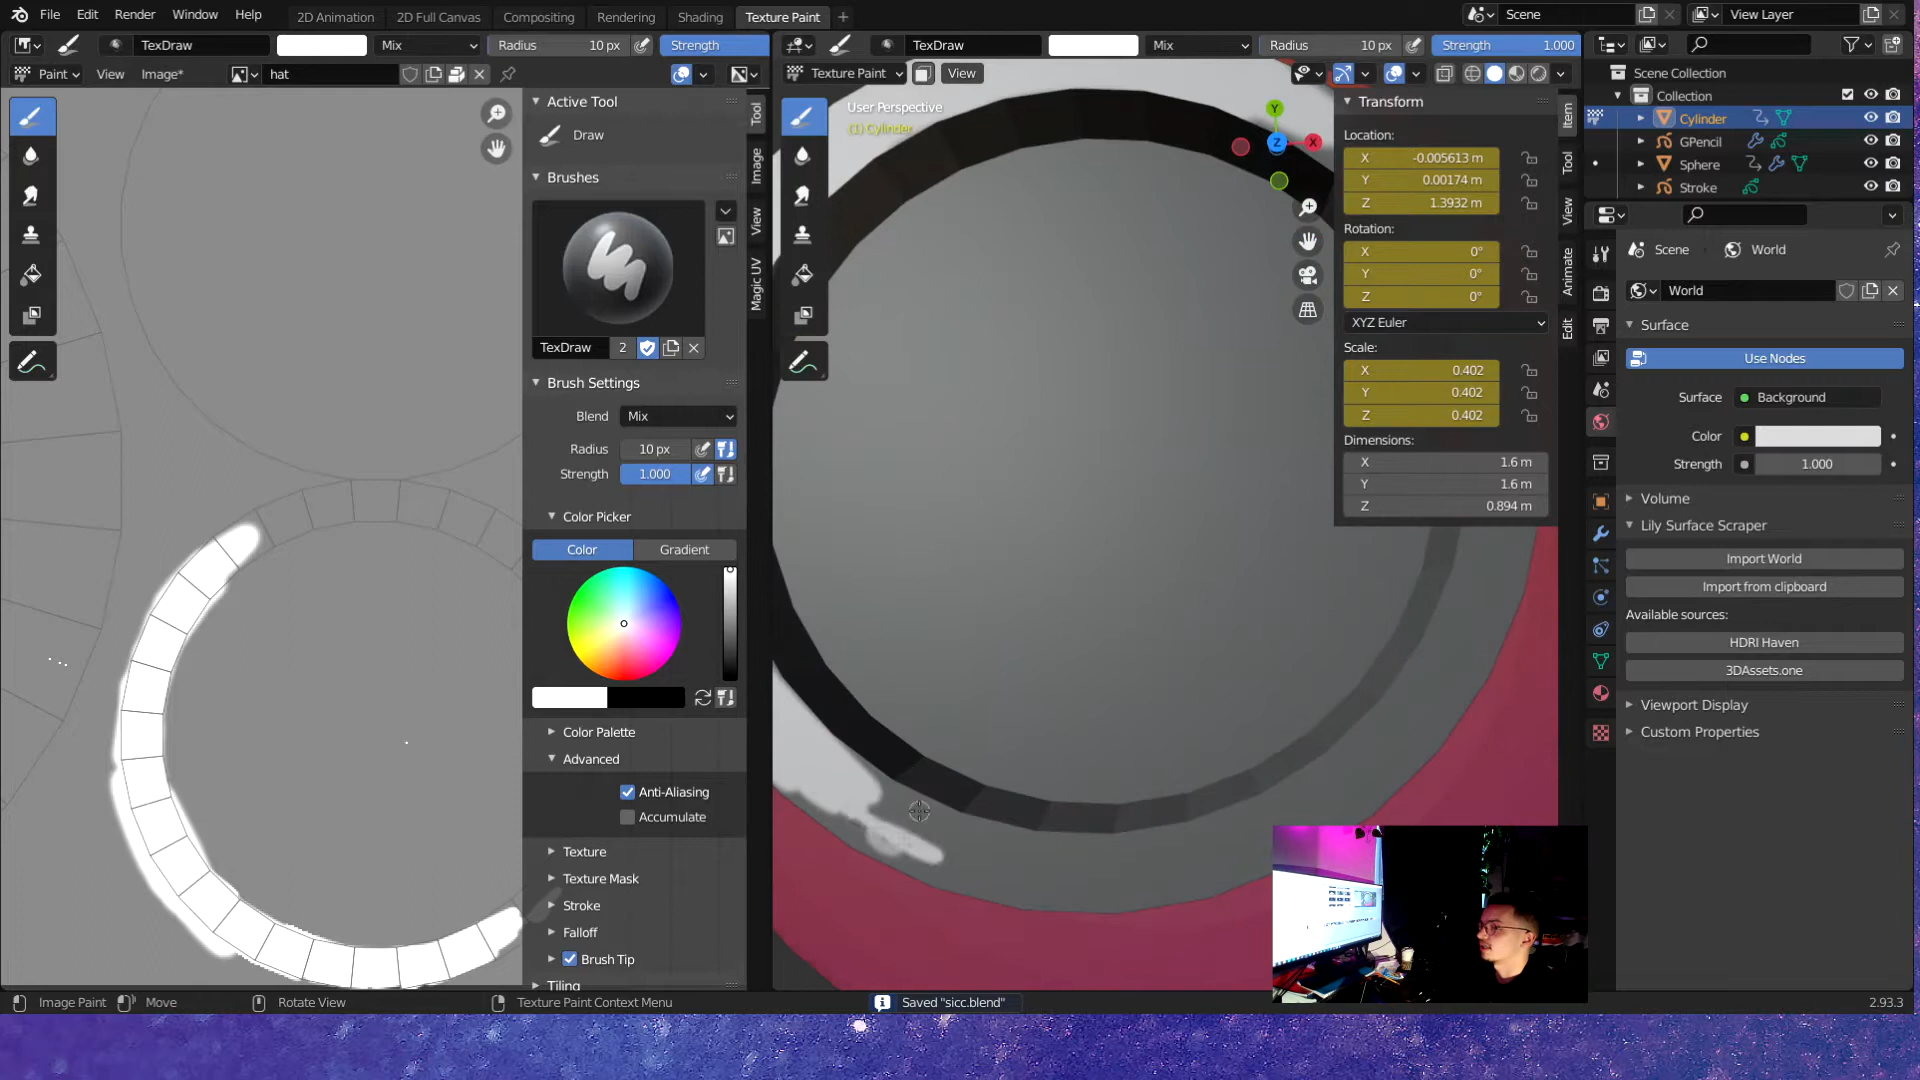 File Edit Render Window Help 2D Animation 2D Full Canvas Compositing Rendering Shading Texture Paint Scene View Layer
TexDraw Mix Radius 10 px Strength
TexDraw Mix Radius 10 px Strength 1.000
Paint View Image* hat
Texture Paint View
Active Tool
Draw
Brushes
TexDraw 2
Brush Settings
Blend Mix
Radius 10 px
Strength 1.000
Color Picker
Color Gradient
Color Palette
Advanced
Anti-Aliasing
Accumulate
Texture
Texture Mask
Stroke
Falloff
Brush Tip
Tiling
Tool
Image
View
Magic UV
User Perspective
(1) Cylinder
Y
X
Z
Transform
Location:
X -0.005613 m
Y 0.00174 m
Z 1.3932 m
Rotation:
X 0°
Y 0°
Z 0°
XYZ Euler
Scale:
X 0.402
Y 0.402
Z 0.402
Dimensions:
X 1.6 m
Y 1.6 m
Z 0.894 m
Item
Tool
View
Animate
Edit
Scene Collection
Collection
Cylinder
GPencil
Sphere
Stroke
Scene World
World
Surface
Use Nodes
Surface Background
Color
Strength 1.000
Volume
Lily Surface Scraper
Import World
Import from clipboard
Available sources:
HDRI Haven
3DAssets.one
Viewport Display
Custom Properties
Image Paint Move Rotate View Texture Paint Context Menu Saved "sicc.blend" 2.93.3